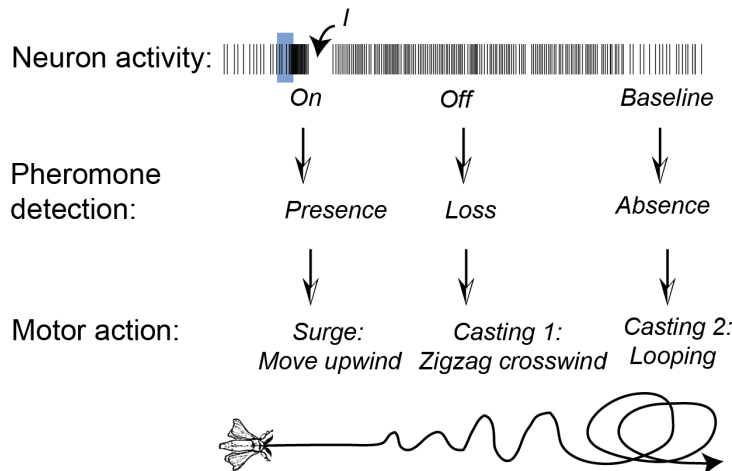 I
Neuron activity:
On Off Baseline
Pheromone
detection:
Presence Loss Absence
Motor action:
Surge: Casting 1: Casting 2:
Move upwind Zigzag crosswind Looping